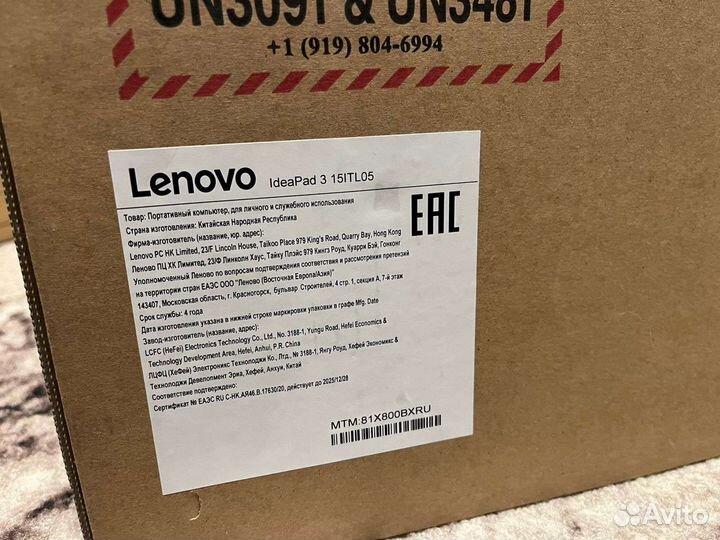 UN3091 & UN3481
+1 (919) 804-6994
Lenovo IdeaPad 3 15ITL05
Товар: Портативный компьютер, для личного и служебного использования
Страна изготовления: Китайская Народная Республика
Фирма-изготовитель (название, юр. адрес):
Lenovo PC HK Limited, 23/F Lincoln House, Taikoo Place 979 King's Road, Quarry Bay, Hong Kong
Леново ПЦ ХК Лимитед, 23/Ф Линколн Хаус, Тайку Плэйс 979 Кингз Роуд, Куарри Бэй, Гонконг
Уполномоченный Леново по вопросам подтверждения соответствия и рассмотрения претензий
на территории стран ЕАЭС ООО "Леново (Восточная Европа/Азия)"
143407, Московская область, г. Красногорск, бульвар Строителей, 4 стр. 1, секция А, 7-й этаж
Срок службы: 4 года
Дата изготовления указана в нижней строке маркировки упаковки в графе Mfg. Date
Завод-изготовитель (название, адрес):
LCFC (HeFei) Electronics Technology Co., Ltd., No. 3188-1, Yungu Road, Hefei Economics &
Technology Development Area, Hefei, Anhui, P.R. China
ЛЦФЦ (ХеФей) Электроникс Технолоджи Ко., Лтд., № 3188-1, Янгу Роуд, Хефей Экономикс &
Технолоджи Девелопмент Эриа, Хефей, Анхуи, Китай
Соответствие подтверждено:
Сертификат № ЕАЭС RU С-HK.АЯ46.В.17630/20, действует до 2025/12/28
EAC
MTM:81X800BXRU
Avito